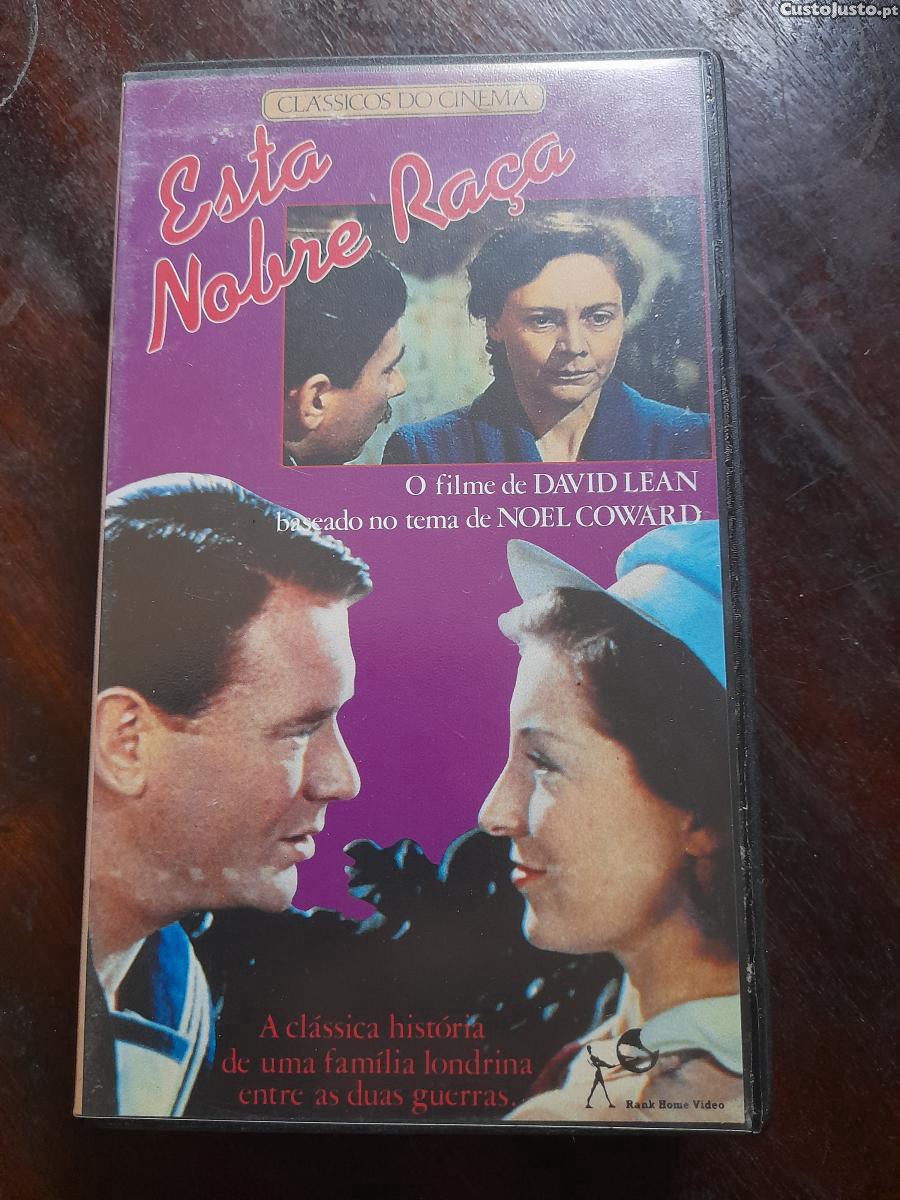 CustoJusto.pt
CLÁSSICOS DO CINEMA
Esta
Nobre Raça
O filme de DAVID LEAN
baseado no tema de NOEL COWARD
A clássica história
de uma família londrina
entre as duas guerras.
Rank Home Video